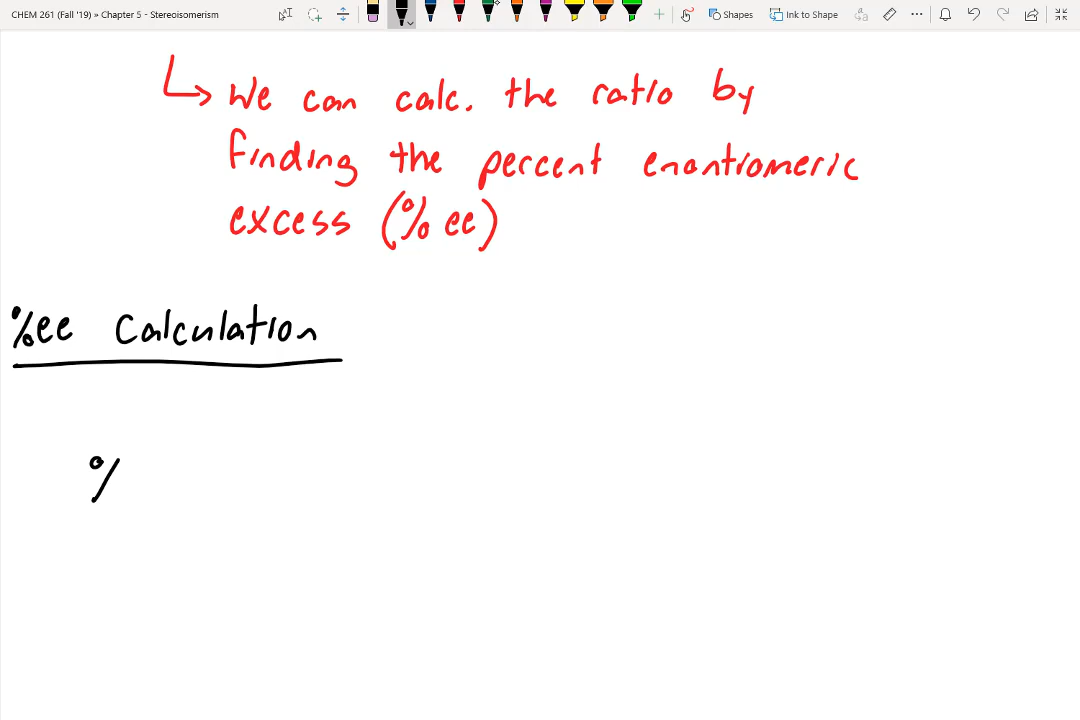 CHEM 261 (Fall '19) » Chapter 5 - Stereoisomerism
Shapes
Ink to Shape
We can calc. the ratio by
finding the percent enantiomeric
excess (% ee)
%ee Calculation
%